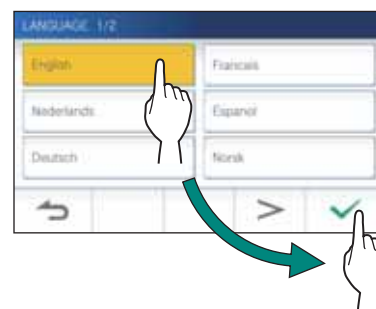 LANGUAGE 1/2
English
Francais
Nederlands
Espanol
Deutsch
Norsk